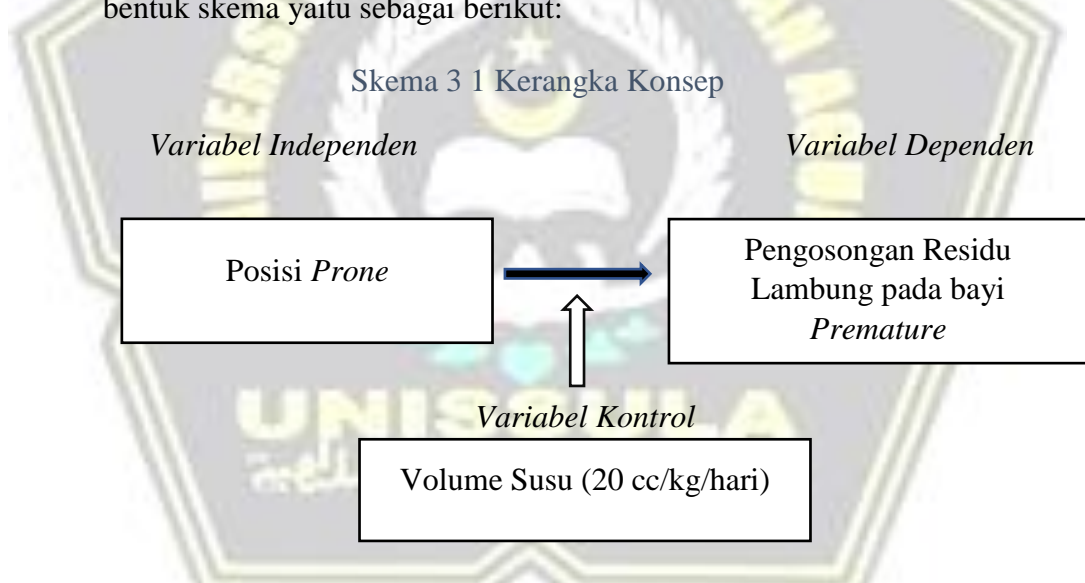 bentuk skema yaitu sebagai berikut:
Skema 3 1 Kerangka Konsep
Variabel Independen
Variabel Dependen
Posisi Prone
Pengosongan Residu
Lambung pada bayi
Premature
Variabel Kontrol
Volume Susu (20 cc/kg/hari)
UNISSULA